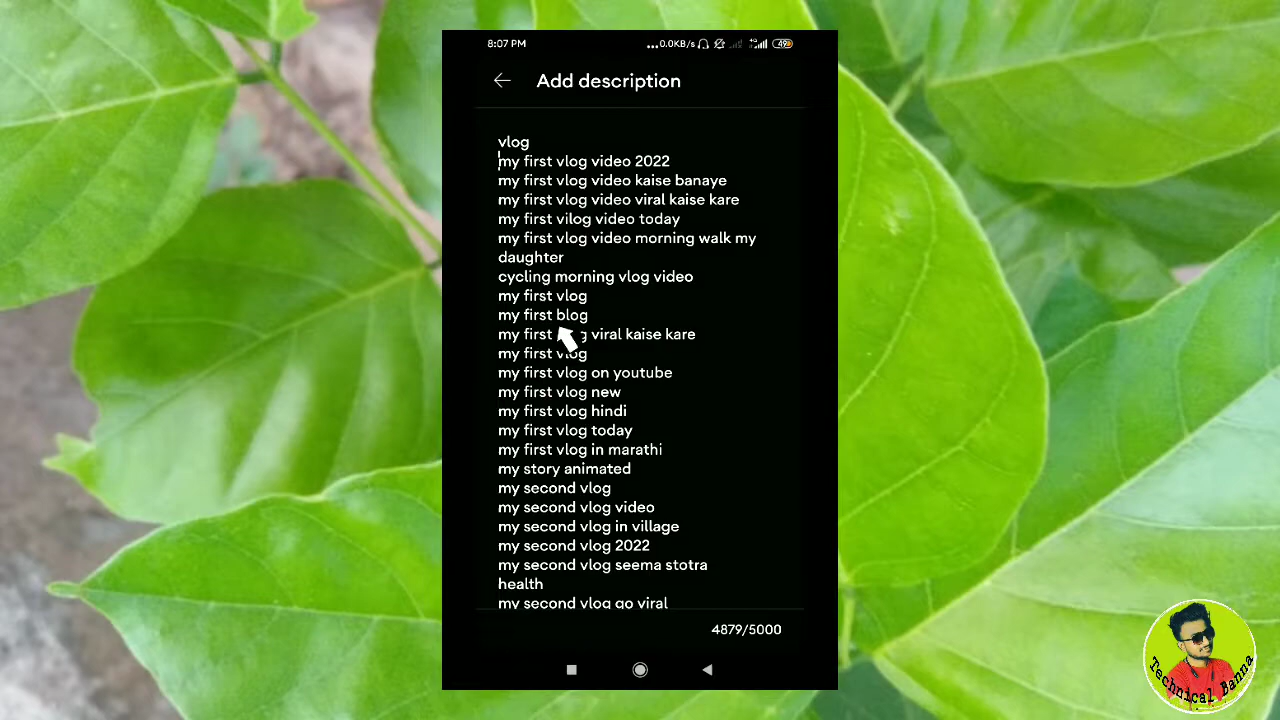 8:07 PM
...0.0KB/s 4G 49
Add description
vlog
my first vlog video 2022
my first vlog video kaise banaye
my first vlog video viral kaise kare
my first vilog video today
my first vlog video morning walk my
daughter
cycling morning vlog video
my first vlog
my first blog
my first viral kaise kare
my first vlog
my first vlog on youtube
my first vlog new
my first vlog hindi
my first vlog today
my first vlog in marathi
my story animated
my second vlog
my second vlog video
my second vlog in village
my second vlog 2022
my second vlog seema stotra
health
my second vlog go viral
4879/5000
Technical Banna